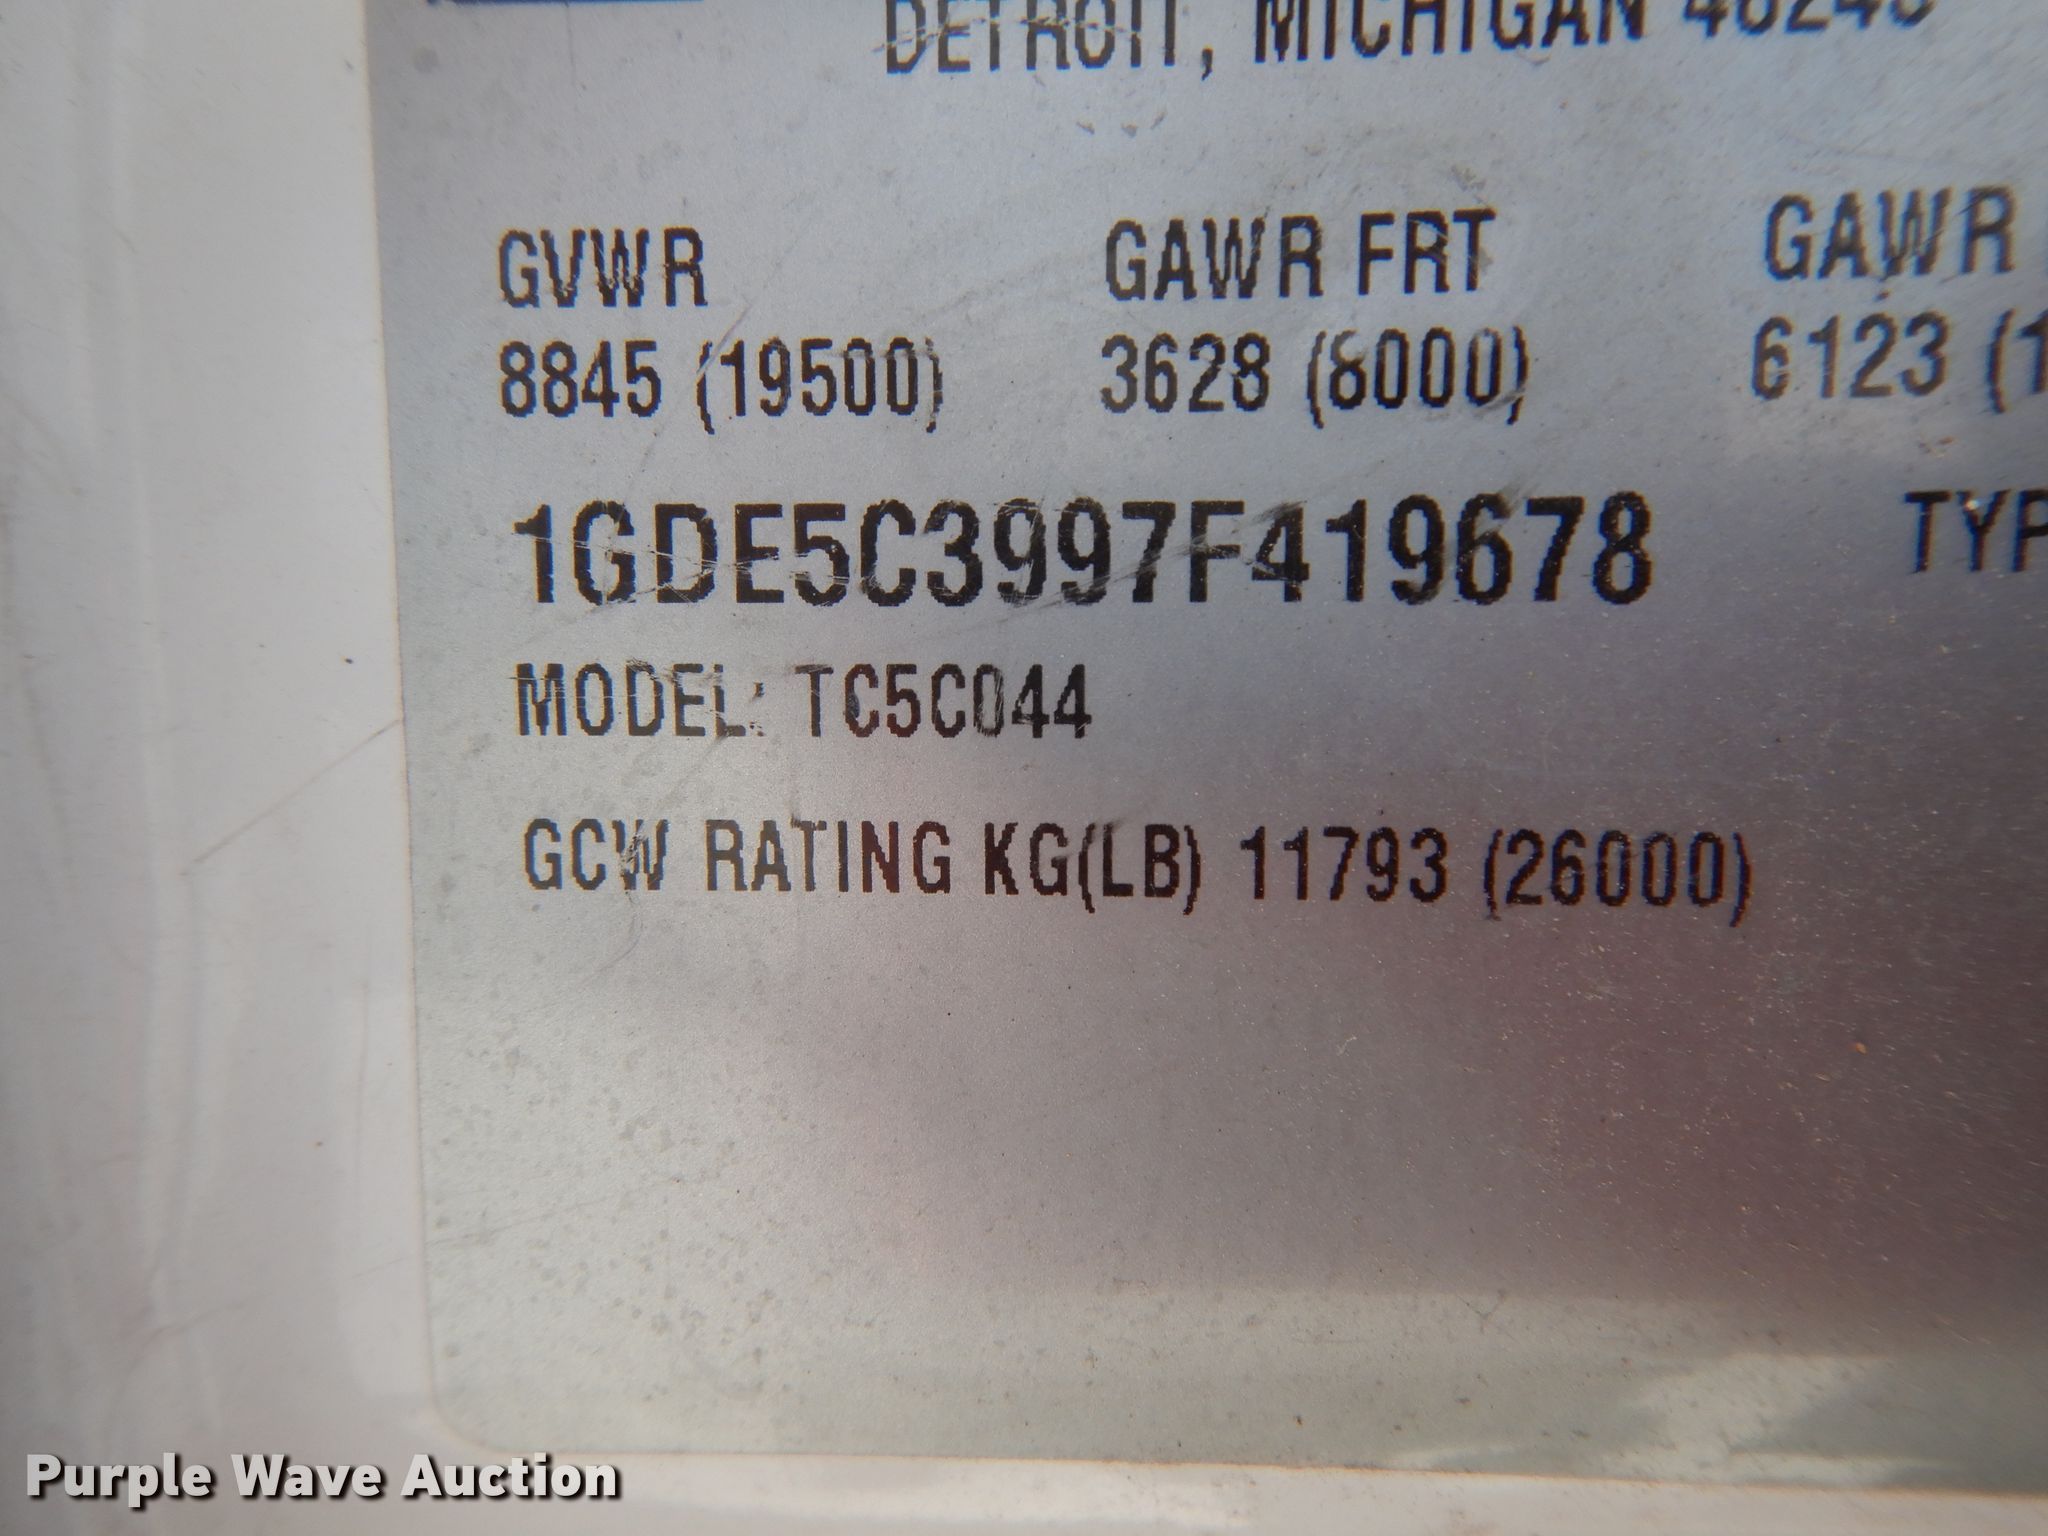 DETROIT, MICHIGAN
GVWR GAWR FRT GAWR
8845 (19500) 3628 (8000) 6123 (1
1GDE5C3997F419678 TYP
MODEL: TC5C044
GCW RATING KG(LB) 11793 (26000)
Purple Wave Auction